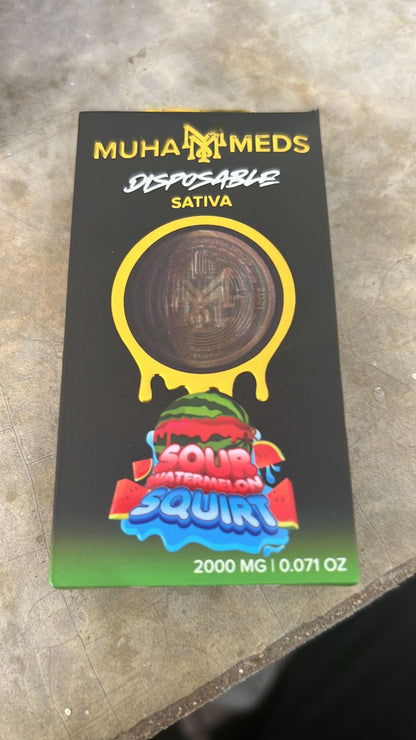 MUHA MEDS
DISPOSABLE
SATIVA
SOUR
WATERMELON
SQUIRT
2000 MG | 0.071 OZ